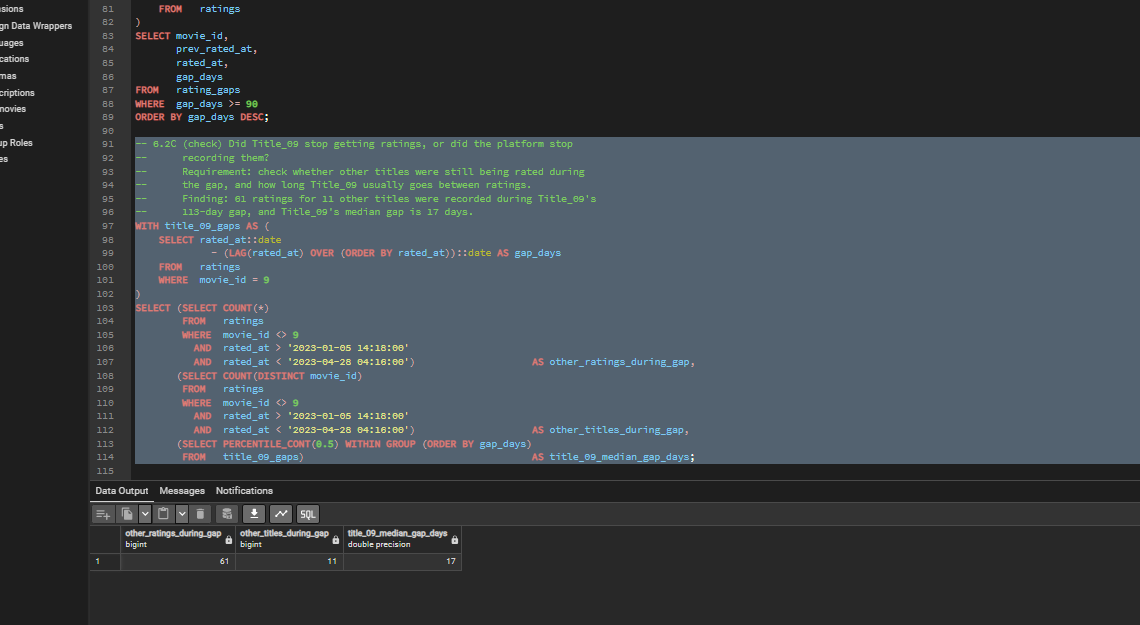 sions
gn Data Wrappers
uages
cations
mas
criptions
novies
s
up Roles
es
81 FROM ratings
82 )
83 SELECT movie_id,
84 prev_rated_at,
85 rated_at,
86 gap_days
87 FROM rating_gaps
88 WHERE gap_days >= 90
89 ORDER BY gap_days DESC;
90
91 -- 6.2C (check) Did Title_09 stop getting ratings, or did the platform stop
92 -- recording them?
93 -- Requirement: check whether other titles were still being rated during
94 -- the gap, and how long Title_09 usually goes between ratings.
95 -- Finding: 61 ratings for 11 other titles were recorded during Title_09's
96 -- 113-day gap, and Title_09's median gap is 17 days.
97 WITH title_09_gaps AS (
98 SELECT rated_at::date
99 - (LAG(rated_at) OVER (ORDER BY rated_at))::date AS gap_days
100 FROM ratings
101 WHERE movie_id = 9
102 )
103 SELECT (SELECT COUNT(*)
104 FROM ratings
105 WHERE movie_id <> 9
106 AND rated_at > '2023-01-05 14:18:00'
107 AND rated_at < '2023-04-28 04:16:00') AS other_ratings_during_gap,
108 (SELECT COUNT(DISTINCT movie_id)
109 FROM ratings
110 WHERE movie_id <> 9
111 AND rated_at > '2023-01-05 14:18:00'
112 AND rated_at < '2023-04-28 04:16:00') AS other_titles_during_gap,
113 (SELECT PERCENTILE_CONT(0.5) WITHIN GROUP (ORDER BY gap_days)
114 FROM title_09_gaps) AS title_09_median_gap_days;
115
Data Output Messages Notifications
SQL
other_ratings_during_gap other_titles_during_gap title_09_median_gap_days
bigint bigint double precision
1 61 11 17